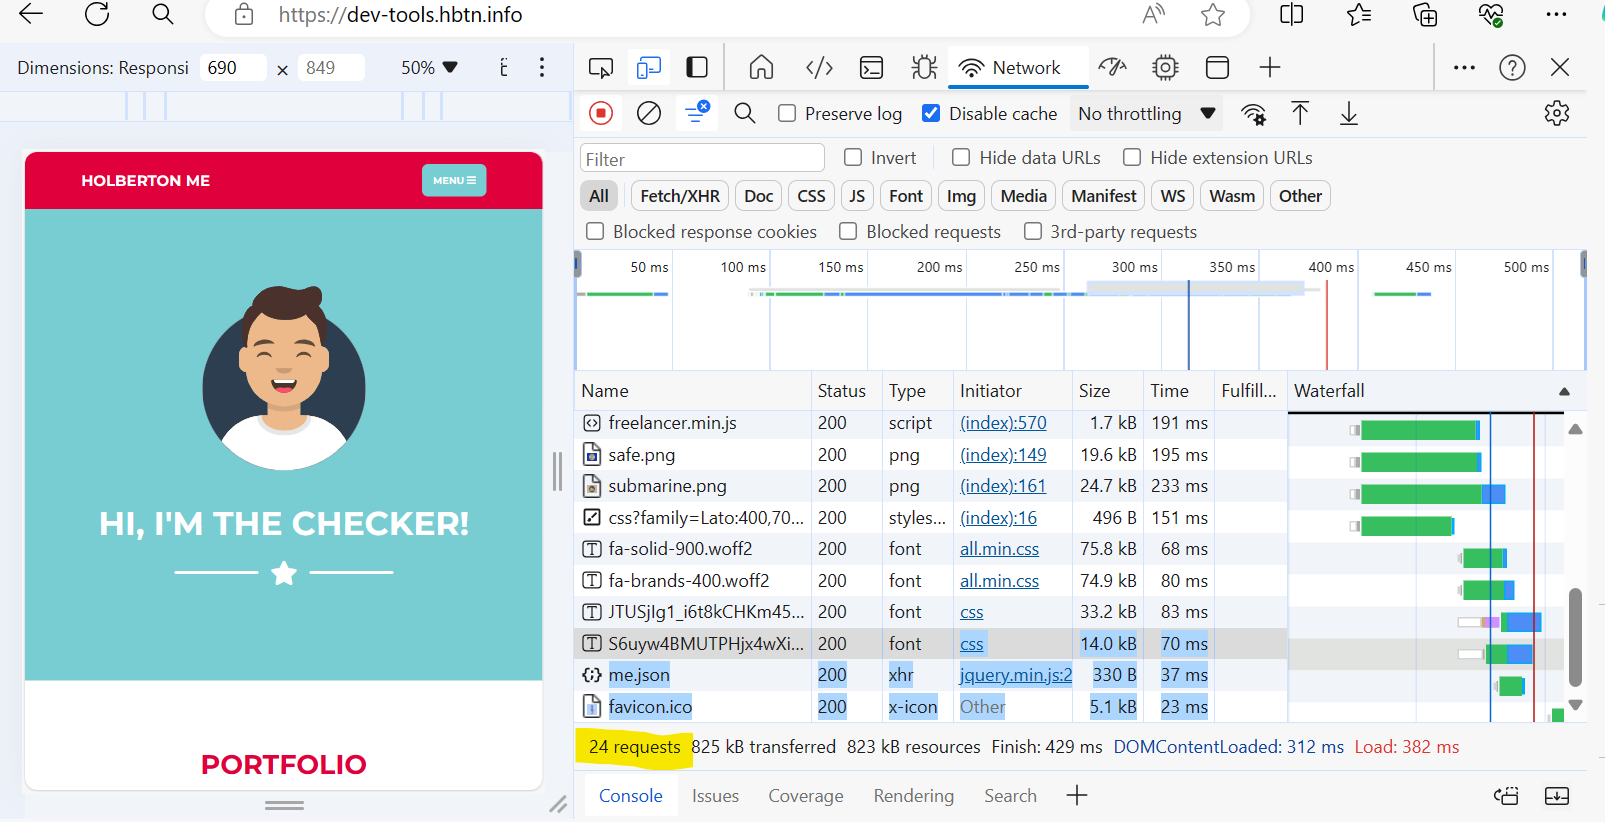 https://dev-tools.hbtn.info
Dimensions: Responsi 690 × 849 50%
Network
Preserve log Disable cache No throttling
Filter Invert Hide data URLs Hide extension URLs
All Fetch/XHR Doc CSS JS Font Img Media Manifest WS Wasm Other
Blocked response cookies Blocked requests 3rd-party requests
50 ms 100 ms 150 ms 200 ms 250 ms 300 ms 350 ms 400 ms 450 ms 500 ms
HOLBERTON ME MENU
HI, I'M THE CHECKER!
PORTFOLIO
Name Status Type Initiator Size Time Fulfill... Waterfall
freelancer.min.js 200 script (index):570 1.7 kB 191 ms
safe.png 200 png (index):149 19.6 kB 195 ms
submarine.png 200 png (index):161 24.7 kB 233 ms
css?family=Lato:400,70... 200 styles... (index):16 496 B 151 ms
fa-solid-900.woff2 200 font all.min.css 75.8 kB 68 ms
fa-brands-400.woff2 200 font all.min.css 74.9 kB 80 ms
JTUSjIg1_i6t8kCHKm45... 200 font css 33.2 kB 83 ms
S6uyw4BMUTPHjx4wXi... 200 font css 14.0 kB 70 ms
me.json 200 xhr jquery.min.js:2 330 B 37 ms
favicon.ico 200 x-icon Other 5.1 kB 23 ms
24 requests 825 kB transferred 823 kB resources Finish: 429 ms DOMContentLoaded: 312 ms Load: 382 ms
Console Issues Coverage Rendering Search